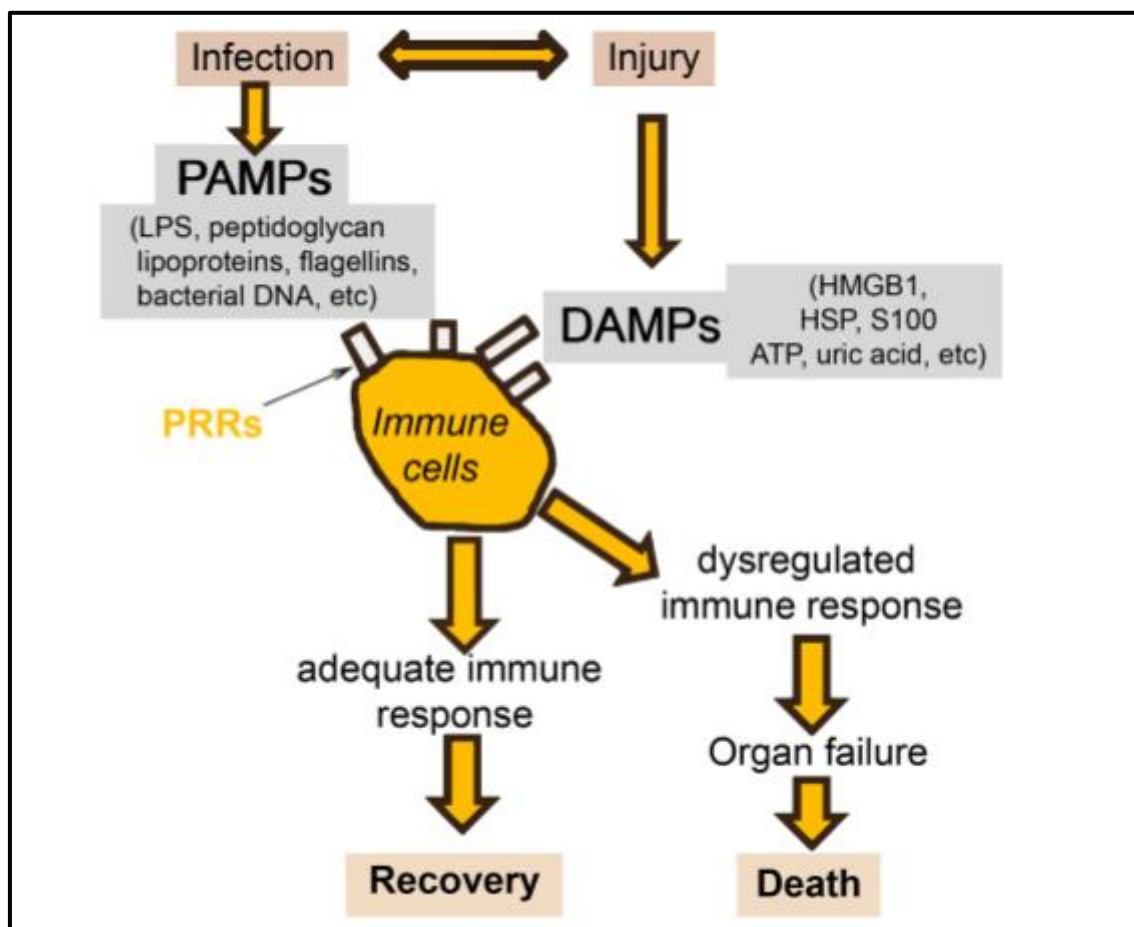 Infection
Injury
PAMPs
(LPS, peptidoglycan
lipoproteins, flagellins,
bacterial DNA, etc)
DAMPs
(HMGB1,
HSP, S100
ATP, uric acid, etc)
PRRs
Immune
cells
dysregulated
immune response
adequate immune
response
Organ failure
Recovery
Death